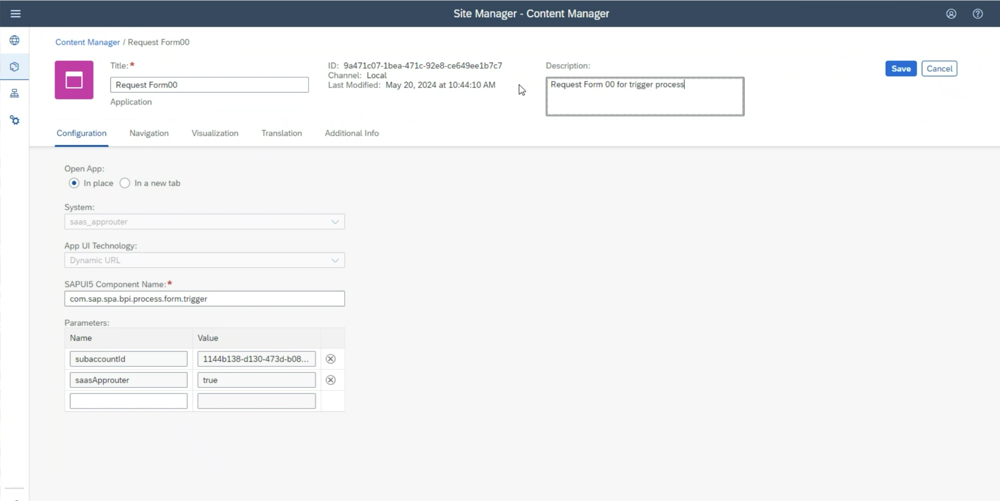 Site Manager - Content Manager
Content Manager / Request Form00
Title:*
Request Form00
Application
ID: 9a471c07-1bea-471c-92e8-ce649ee1b7c7
Channel: Local
Last Modified: May 20, 2024 at 10:44:10 AM
Description:
Request Form 00 for trigger process
Save
Cancel
Configuration
Navigation
Visualization
Translation
Additional Info
Open App:
In place
In a new tab
System:
saas_approuter
App UI Technology:
Dynamic URL
SAPUI5 Component Name:*
com.sap.spa.bpi.process.form.trigger
Parameters:
Name
Value
subaccountId
1144b138-d130-473d-b08...
saasApprouter
true